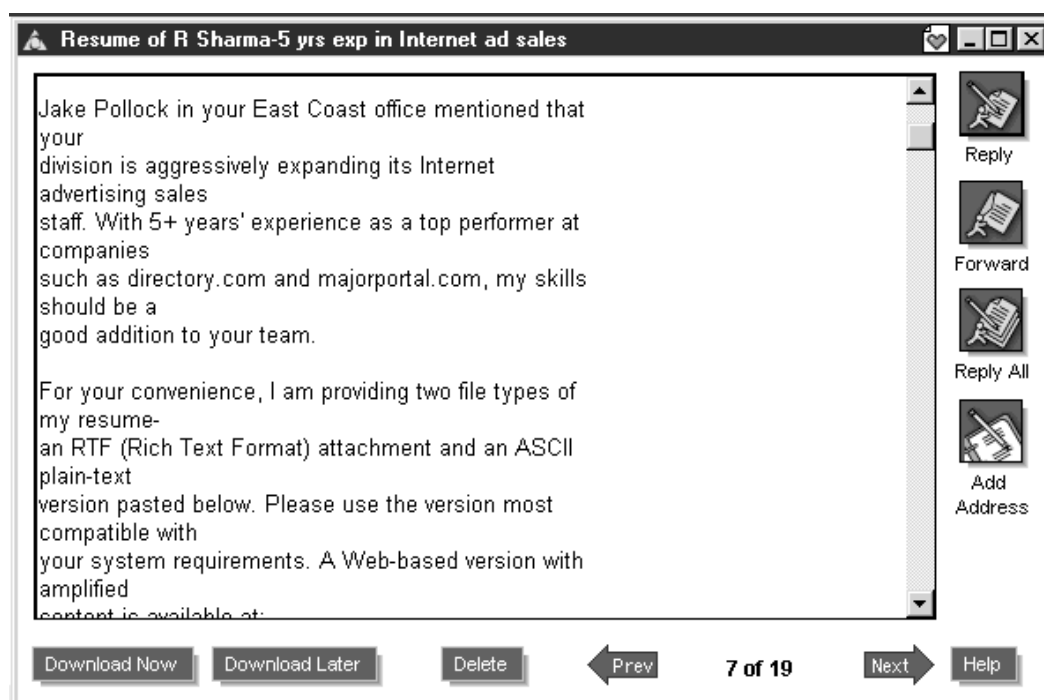 Resume of R Sharma-5 yrs exp in Internet ad sales
Jake Pollock in your East Coast office mentioned that
your
division is aggressively expanding its Internet
advertising sales
staff. With 5+ years' experience as a top performer at
companies
such as directory.com and majorportal.com, my skills
should be a
good addition to your team.
For your convenience, I am providing two file types of
my resume-
an RTF (Rich Text Format) attachment and an ASCII
plain-text
version pasted below. Please use the version most
compatible with
your system requirements. A Web-based version with
amplified
content is available at:
Reply
Forward
Reply All
Add
Address
Download Now
Download Later
Delete
Prev
7 of 19
Next
Help